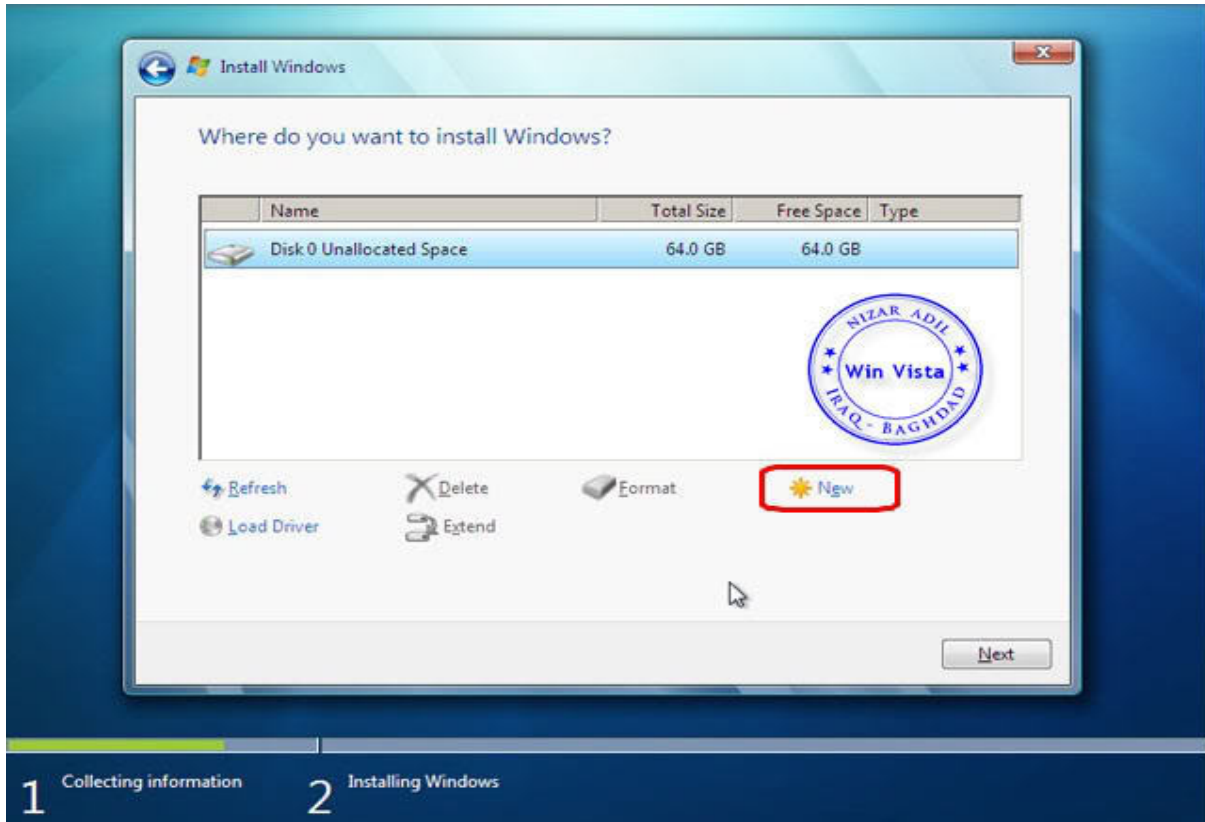 Install Windows
Where do you want to install Windows?
Name Total Size Free Space Type
Disk 0 Unallocated Space 64.0 GB 64.0 GB
NIZAR ADIL
Win Vista
IRAQ - BAGHDAD
Refresh Delete Format New
Load Driver Extend
Next
1 Collecting information 2 Installing Windows